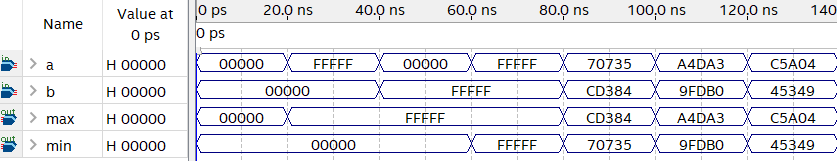 Name Value at 0 ps 0 ps 20.0 ns 40.0 ns 60.0 ns 80.0 ns 100.0 ns 120.0 ns 140.
0 ps
a H 00000 00000 FFFFF 00000 FFFFF 70735 A4DA3 C5A04
b H 00000 00000 FFFFF CD384 9FDB0 45349
max H 00000 00000 FFFFF CD384 A4DA3 C5A04
min H 00000 00000 FFFFF 70735 9FDB0 45349